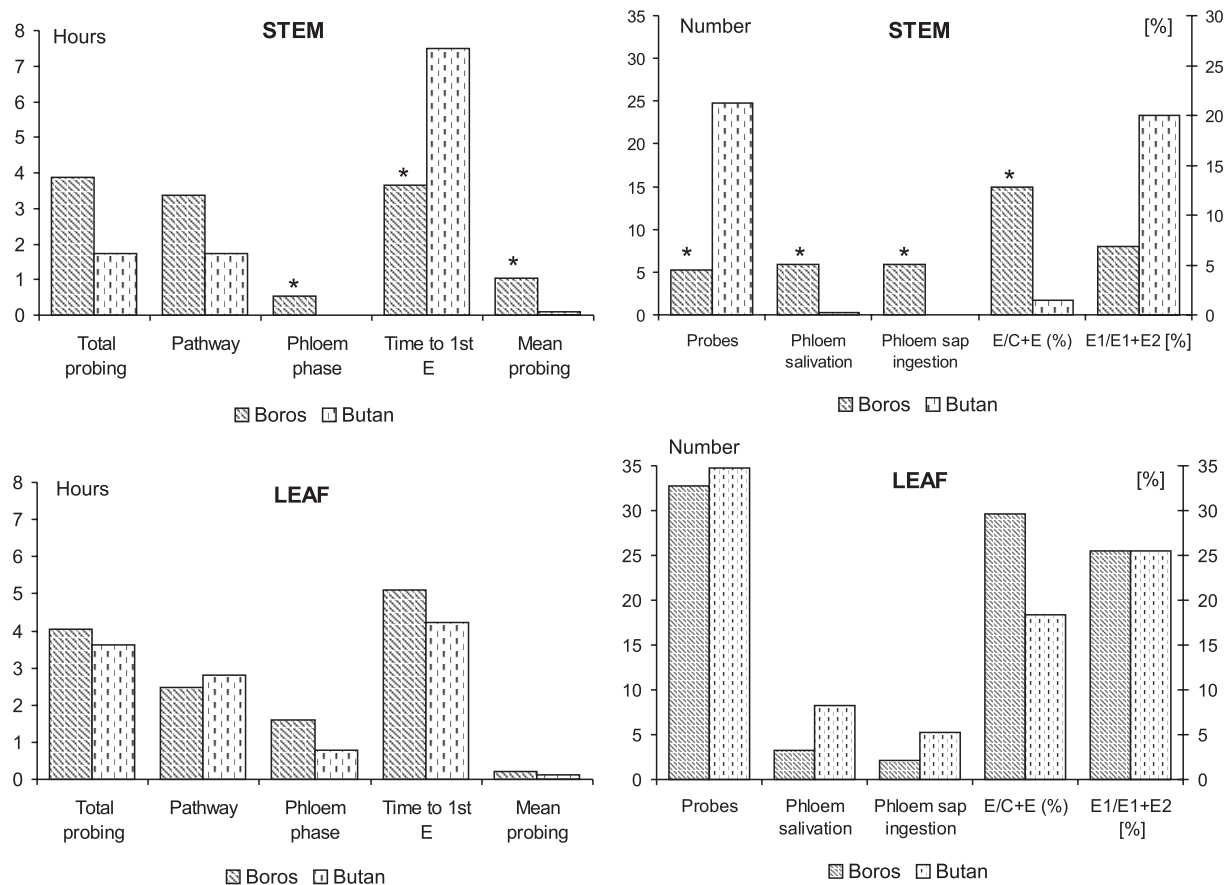 Hours
STEM
8
7
6
5
4
3
2
1
0
*
*
*
Total
probing
Pathway
Phloem
phase
Time to 1st
E
Mean
probing
Boros
Butan
Number
STEM
[%]
35
30
25
20
15
10
5
0
30
25
20
15
10
5
0
*
*
*
*
Probes
Phloem
salivation
Phloem sap
ingestion
E/C+E (%)
E1/E1+E2 [%]
Boros
Butan
Hours
LEAF
8
7
6
5
4
3
2
1
0
Total
probing
Pathway
Phloem
phase
Time to 1st
E
Mean
probing
Boros
Butan
Number
LEAF
[%]
35
30
25
20
15
10
5
0
35
30
25
20
15
10
5
0
Probes
Phloem
salivation
Phloem sap
ingestion
E/C+E (%)
E1/E1+E2
[%]
Boros
Butan